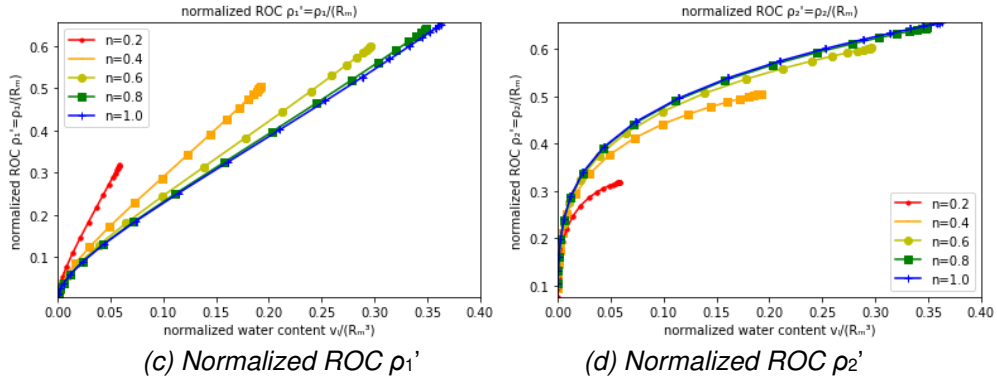 normalized ROC ρ₁'=ρ₁/(Rₘ)
normalized ROC ρ₁'=ρ₁/(Rₘ)
0.6
0.5
0.4
0.3
0.2
0.1
n=0.2
n=0.4
n=0.6
n=0.8
n=1.0
0.00 0.05 0.10 0.15 0.20 0.25 0.30 0.35 0.40
normalized water content vₗ/(Rₘ³)
(c) Normalized ROC ρ₁'
normalized ROC ρ₂'=ρ₂/(Rₘ)
normalized ROC ρ₂'=ρ₂/(Rₘ)
0.6
0.5
0.4
0.3
0.2
0.1
n=0.2
n=0.4
n=0.6
n=0.8
n=1.0
0.00 0.05 0.10 0.15 0.20 0.25 0.30 0.35 0.40
normalized water content vₗ/(Rₘ³)
(d) Normalized ROC ρ₂'